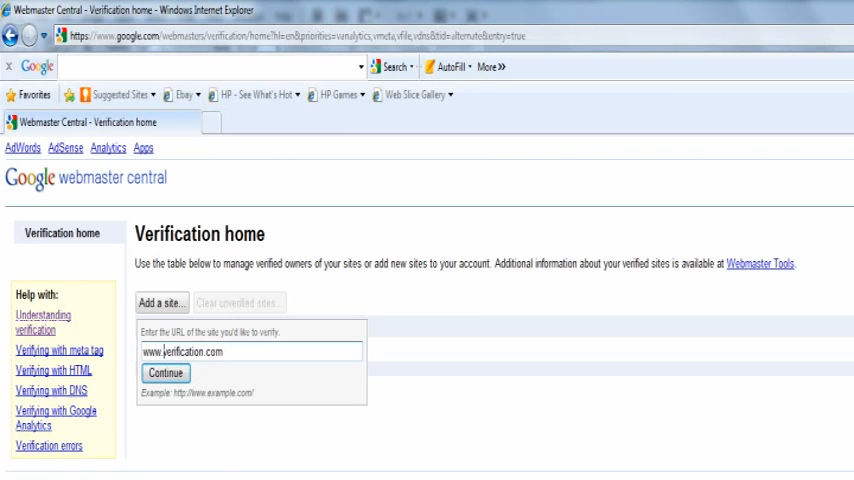 Webmaster Central - Verification home - Windows Internet Explorer
https://www.google.com/webmasters/verification/home?hl=en&priorities=vanalytics,vmeta,vfile,vdns&tid=alternate&entry=true
x Google Search AutoFill More »
Favorites Suggested Sites Ebay HP - See What's Hot HP Games Web Slice Gallery
Webmaster Central - Verification home
AdWords AdSense Analytics Apps
Google webmaster central
Verification home
Verification home
Use the table below to manage verified owners of your sites or add new sites to your account. Additional information about your verified sites is available at Webmaster Tools.
Help with:
Understanding
verification
Verifying with meta tag
Verifying with HTML
Verifying with DNS
Verifying with Google
Analytics
Verification errors
Add a site... Clear unverified sites...
Enter the URL of the site you'd like to verify.
www.verification.com
Continue
Example: http://www.example.com/